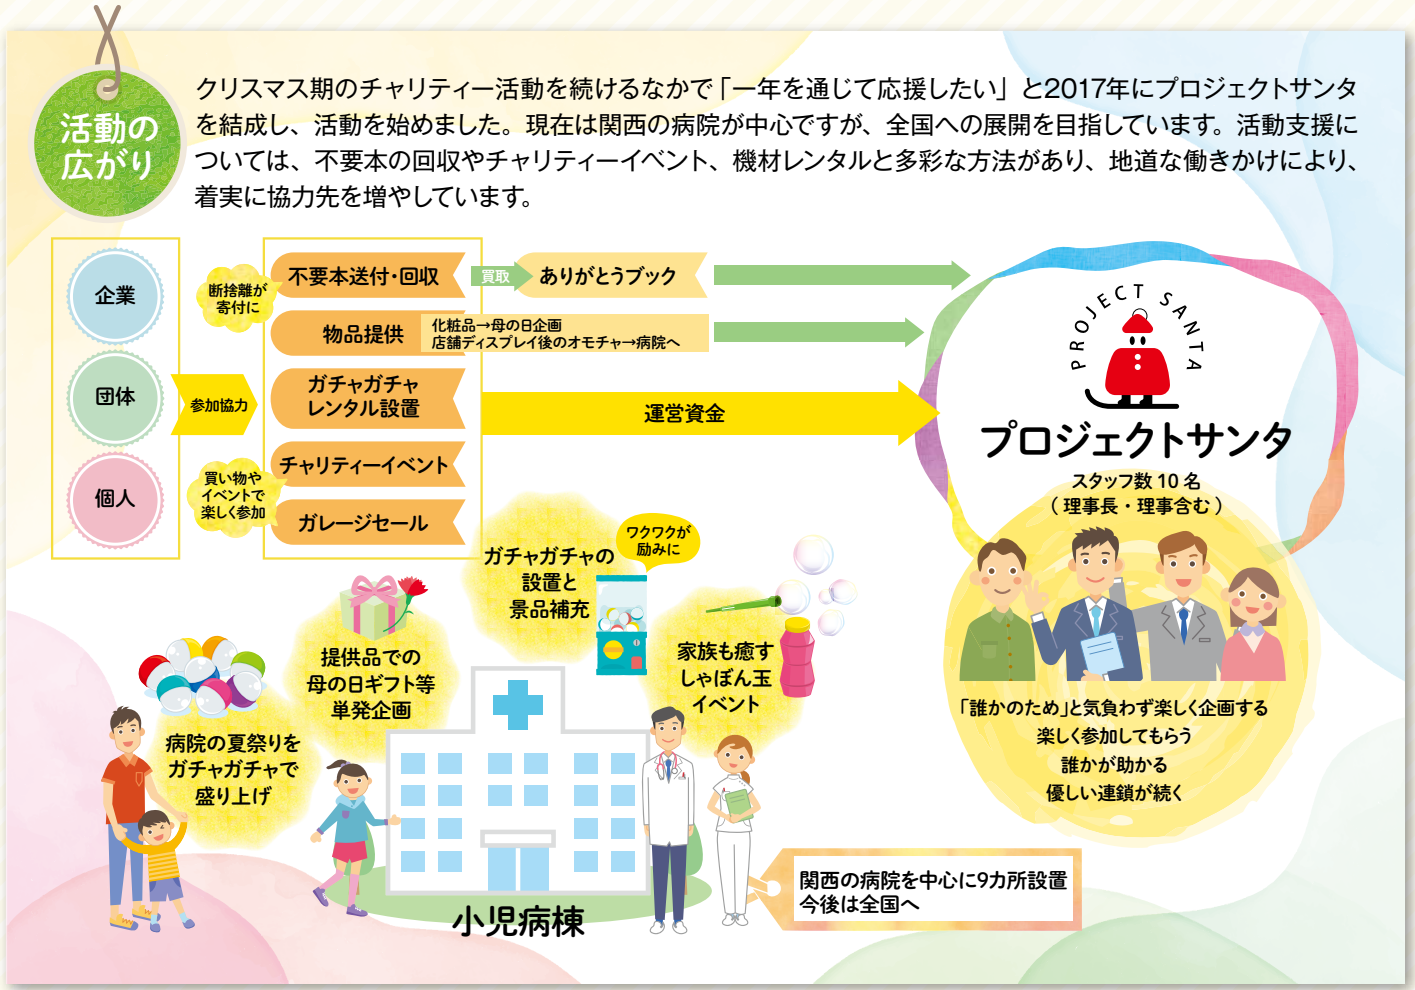 活動の
広がり
クリスマス期のチャリティー活動を続けるなかで「一年を通じて応援したい」と2017年にプロジェクトサンタ
を結成し、活動を始めました。現在は関西の病院が中心ですが、全国への展開を目指しています。活動支援に
ついては、不要本の回収やチャリティーイベント、機材レンタルと多彩な方法があり、地道な働きかけにより、
着実に協力先を増やしています。
企業
団体
個人
参加協力
断捨離が
寄付に
買い物や
イベントで
楽しく参加
不要本送付・回収
買取
ありがとうブック
物品提供
化粧品→母の日企画
店舗ディスプレイ後のオモチャ→病院へ
ガチャガチャ
レンタル設置
チャリティーイベント
ガレージセール
運営資金
PROJECT SANTA
プロジェクトサンタ
スタッフ数 10 名
(理事長・理事含む)
「誰かのため」と気負わず楽しく企画する
楽しく参加してもらう
誰かが助かる
優しい連鎖が続く
ガチャガチャの
設置と
景品補充
ワクワクが
励みに
提供品での
母の日ギフト等
単発企画
家族も癒す
しゃぼん玉
イベント
病院の夏祭りを
ガチャガチャで
盛り上げ
小児病棟
関西の病院を中心に9カ所設置
今後は全国へ